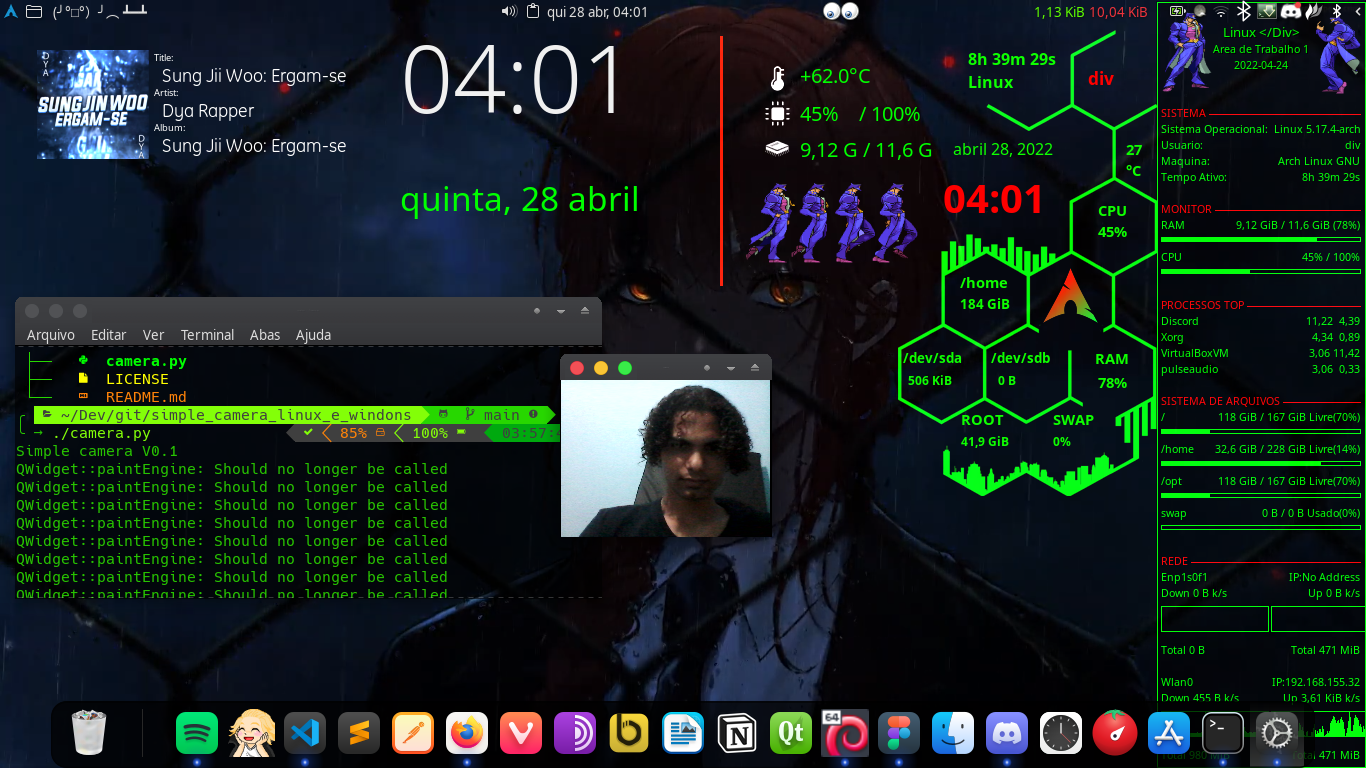 (╯°□°) ╯︵ ┻━┻
qui 28 abr, 04:01
1,13 KiB 10,04 KiB
DYA
SUNG JIN WOO
ERGAM-SE
DYA
Title:
Sung Jii Woo: Ergam-se
Artist:
Dya Rapper
Album:
Sung Jii Woo: Ergam-se
04:01
quinta, 28 abril
+62.0°C
45% / 100%
9,12 G / 11,6 G
8h 39m 29s
Linux
div
27
°C
abril 28, 2022
04:01
CPU
45%
/home
184 GiB
/dev/sda
506 KiB
/dev/sdb
0 B
RAM
78%
ROOT
41,9 GiB
SWAP
0%
Linux </Div>
Area de Trabalho 1
2022-04-24
SISTEMA
Sistema Operacional: Linux 5.17.4-arch
Usuario: div
Maquina: Arch Linux GNU
Tempo Ativo: 8h 39m 29s
MONITOR
RAM 9,12 GiB / 11,6 GiB (78%)
CPU 45% / 100%
PROCESSOS TOP
Discord 11,22 4,39
Xorg 4,34 0,89
VirtualBoxVM 3,06 11,42
pulseaudio 3,06 0,33
SISTEMA DE ARQUIVOS
/ 118 GiB / 167 GiB Livre(70%)
/home 32,6 GiB / 228 GiB Livre(14%)
/opt 118 GiB / 167 GiB Livre(70%)
swap 0 B / 0 B Usado(0%)
REDE
Enp1s0f1 IP:No Address
Down 0 B k/s Up 0 B k/s
Total 0 B Total 471 MiB
Wlan0 IP:192.168.155.32
Down 455 B k/s Up 3,61 KiB k/s
Total 980 MiB Total 471 MiB
Arquivo Editar Ver Terminal Abas Ajuda
camera.py
LICENSE
README.md
~/Dev/git/simple_camera_linux_e_windons main
./camera.py 85% 100% 03:57:
Simple camera V0.1
QWidget::paintEngine: Should no longer be called
QWidget::paintEngine: Should no longer be called
QWidget::paintEngine: Should no longer be called
QWidget::paintEngine: Should no longer be called
QWidget::paintEngine: Should no longer be called
QWidget::paintEngine: Should no longer be called
QWidget::paintEngine: Should no longer be called
QWidget::paintEngine: Should no longer be called
Qt
64
>_